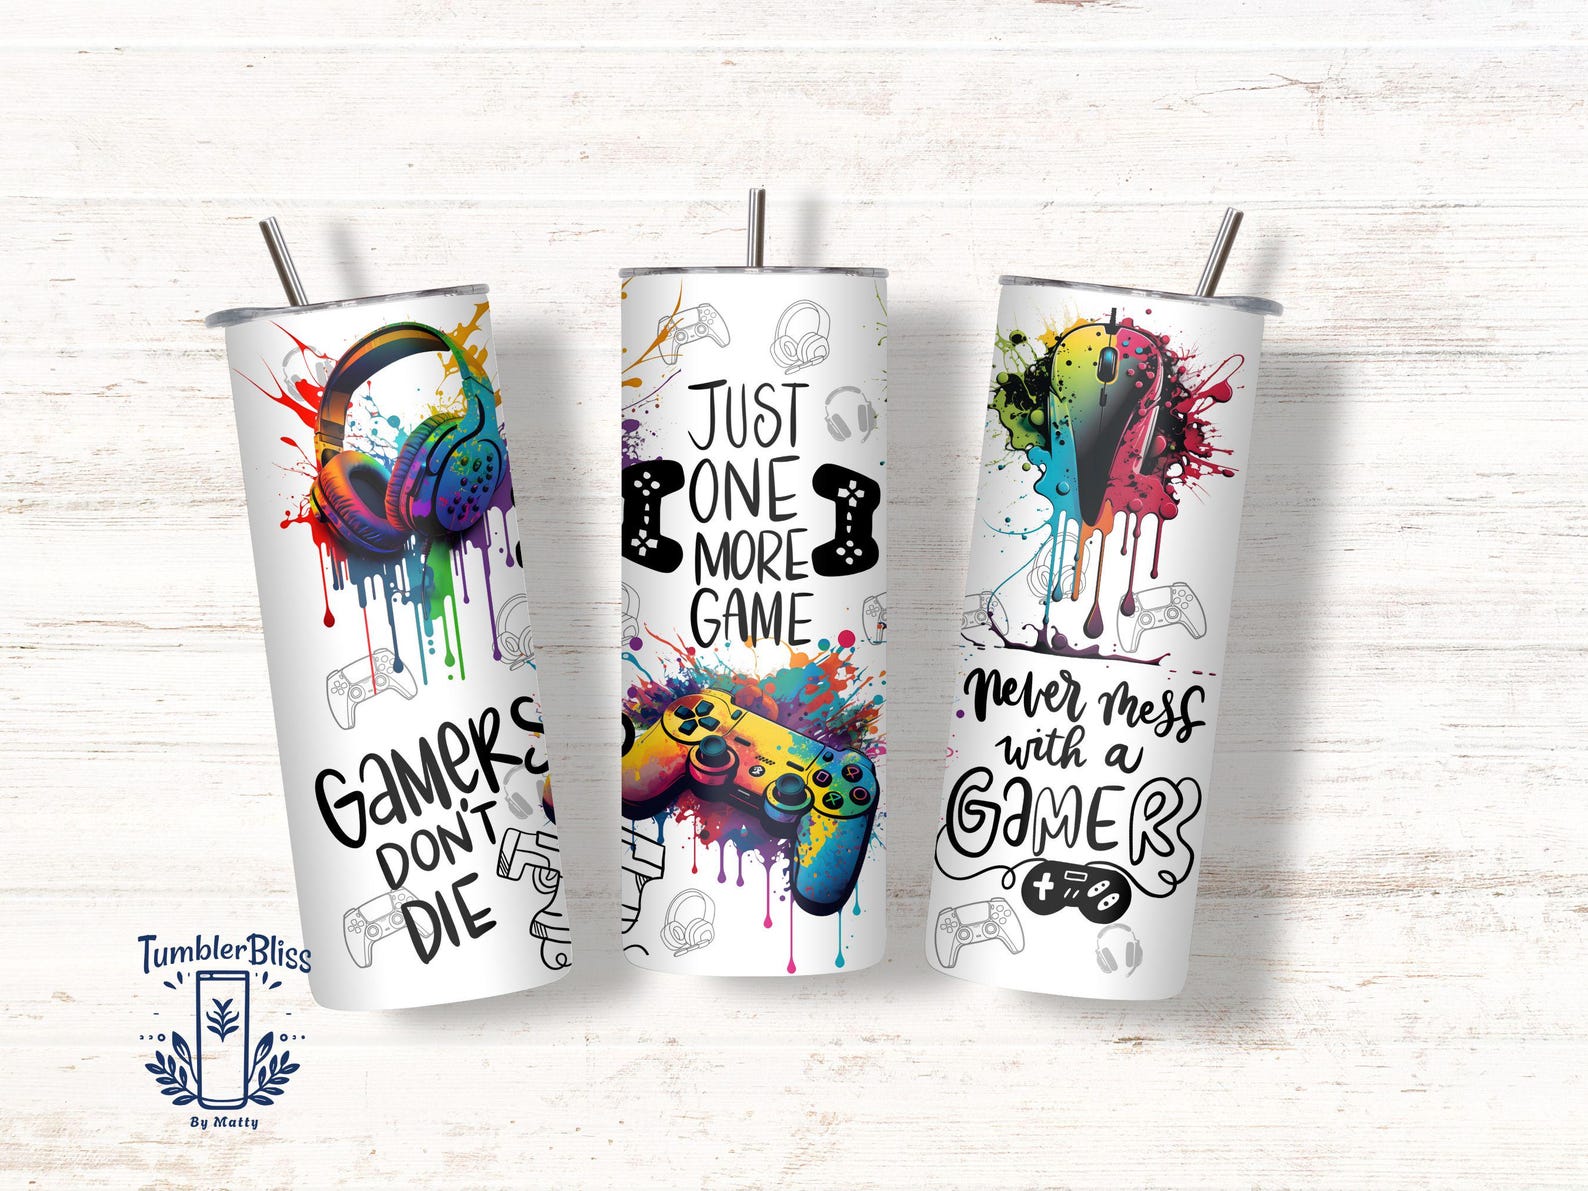 GAMERS
DON'T
DIE
JUST
ONE
MORE
GAME
never mess
with a
GAMER
TumblerBliss
By Matty